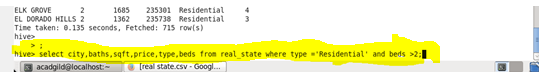 ELK GROVE 2 1685 235301 Residential 4
EL DORADO HILLS 2 1362 235738 Residential 3
Time taken: 0.135 seconds, Fetched: 715 row(s)
hive>
> ;
hive> select city,baths,sqft,price,type,beds from real_state where type ='Residential' and beds >2;
acadgild@localhost:~
[real estate.csv - Googl...